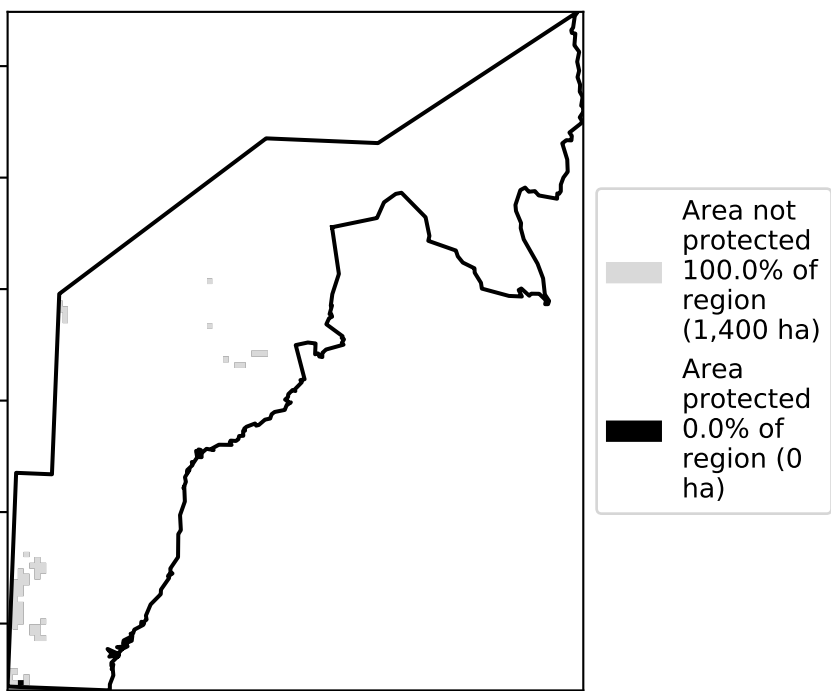 Area not
protected
100.0% of
region
(1,400 ha)
Area
protected
0.0% of
region (0
ha)